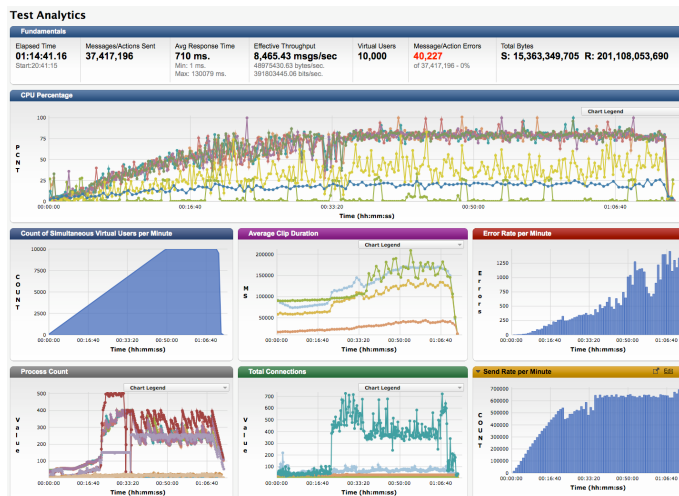 Test Analytics
Fundamentals
Elapsed Time Messages/Actions Sent Avg Response Time Effective Throughput Virtual Users Message/Action Errors Total Bytes
01:14:41.16 37,417,196 710 ms. 8,465.43 msgs/sec 10,000 40,227 S: 15,363,349,705 R: 201,108,053,690
Start:20:41:15 Min: 1 ms. 48975430.63 bytes/sec. of 37,417,196 - 0%
Max: 130079 ms. 391803445.06 bits/sec.
CPU Percentage
Chart Legend
100
75
50
25
0
PCNT
00:00:00 00:16:40 00:33:20 00:50:00 01:06:40
Time (hh:mm:ss)
Count of Simultaneous Virtual Users per Minute
10000
7500
5000
2500
0
COUNT
00:00:00 00:16:40 00:33:20 00:50:00 01:06:40
Time (hh:mm:ss)
Average Clip Duration
Chart Legend
200000
150000
100000
50000
0
MS
00:00:00 00:16:40 00:33:20 00:50:00 01:06:40
Time (hh:mm:ss)
Error Rate per Minute
1250
1000
750
500
250
0
Errors
00:00:00 00:16:40 00:33:20 00:50:00 01:06:40
Time (hh:mm:ss)
Process Count
Chart Legend
500
400
300
200
100
0
Value
00:00:00 00:16:40 00:33:20 00:50:00 01:06:40
Time (hh:mm:ss)
Total Connections
Chart Legend
700
600
500
400
300
200
100
0
Value
00:00:00 00:16:40 00:33:20 00:50:00 01:06:40
Time (hh:mm:ss)
Send Rate per Minute
Edit
700000
600000
500000
400000
300000
200000
100000
0
COUNT
00:00:00 00:16:40 00:33:20 00:50:00 01:06:40
Time (hh:mm:ss)